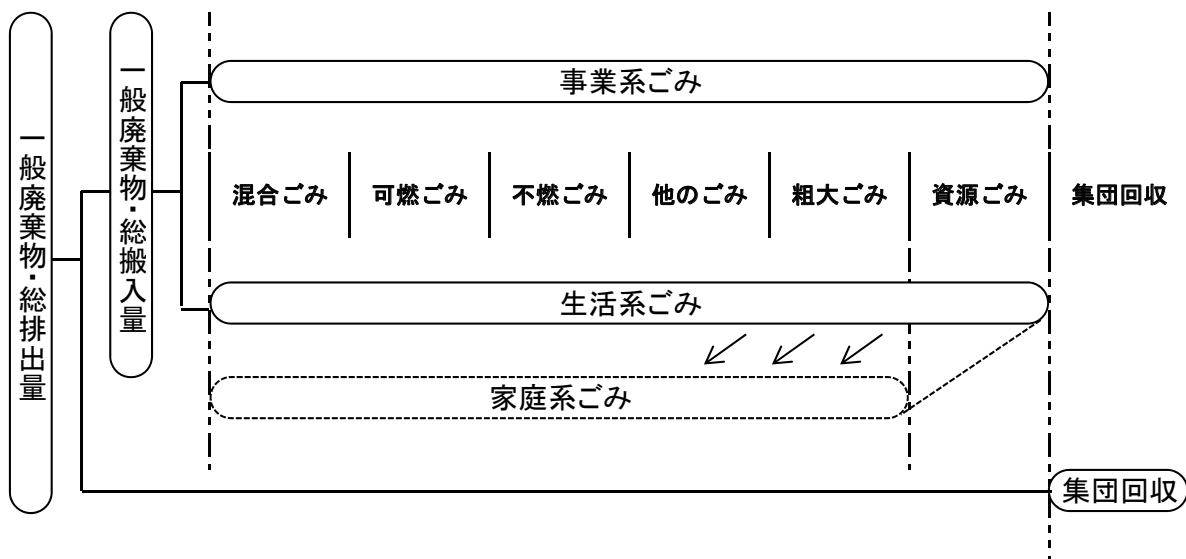 一般廃棄物・総排出量
一般廃棄物・総搬入量
事業系ごみ
混合ごみ 可燃ごみ 不燃ごみ 他のごみ 粗大ごみ 資源ごみ 集団回収
生活系ごみ
家庭系ごみ
集団回収